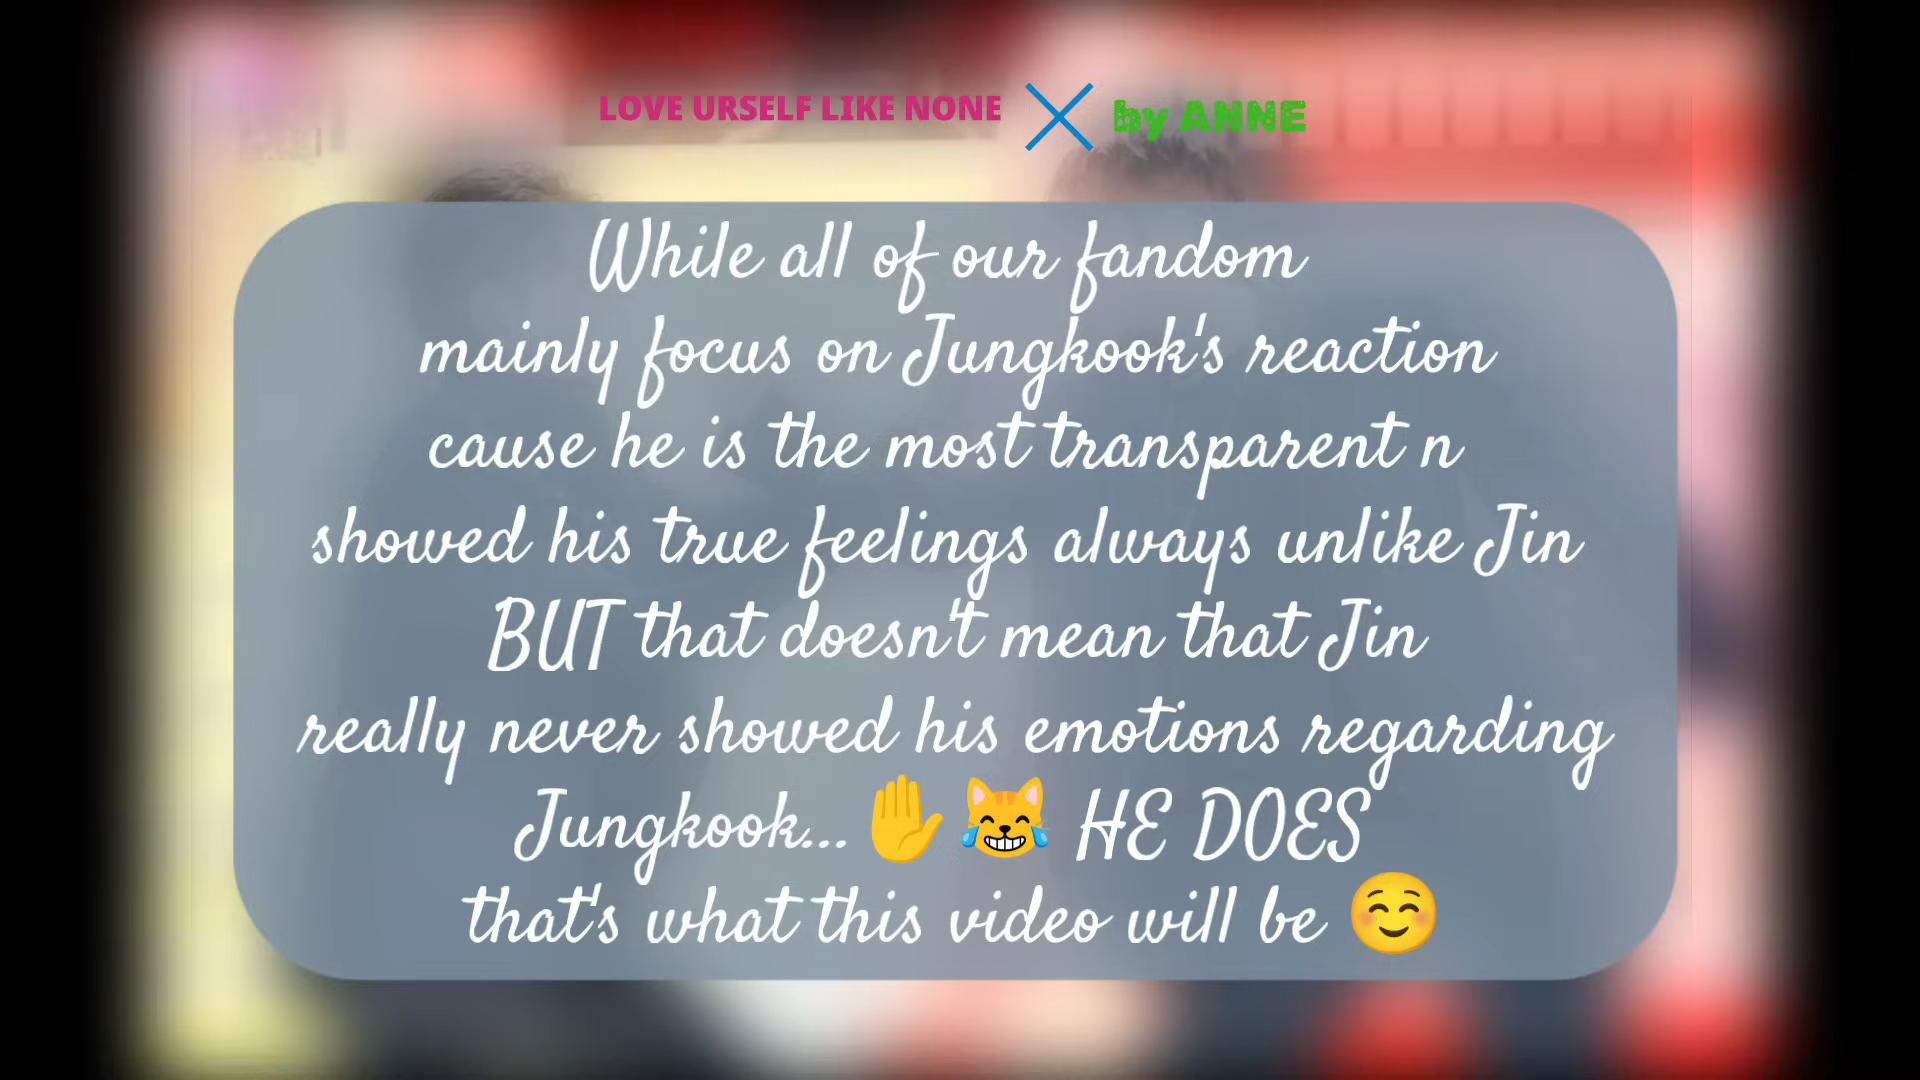 LOVE URSELF LIKE NONE by ANNE
While all of our fandom
mainly focus on Jungkook's reaction
cause he is the most transparent n
showed his true feelings always unlike Jin
BUT that doesn't mean that Jin
really never showed his emotions regarding
Jungkook...✋😹 HE DOES
that's what this video will be ☺️